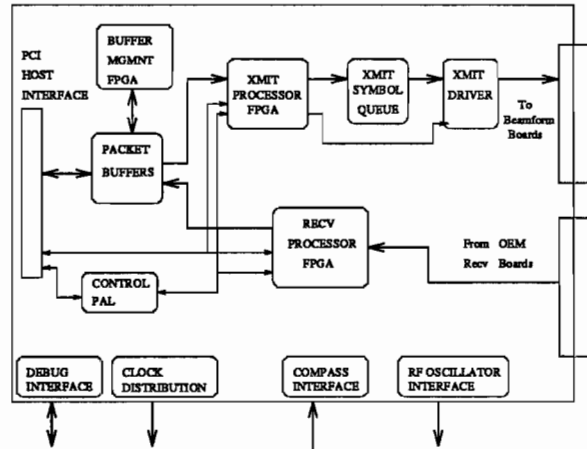 PCI
HOST
INTERFACE
BUFFER
MGMNT
FPGA
XMIT
PROCESSOR
FPGA
XMIT
SYMBOL
QUEUE
XMIT
DRIVER
To
Beamform
Boards
PACKET
BUFFERS
RECV
PROCESSOR
FPGA
From OEM
Recv Boards
CONTROL
PAL
DEBUG
INTERFACE
CLOCK
DISTRIBUTION
COMPASS
INTERFACE
RF OSCILLATOR
INTERFACE